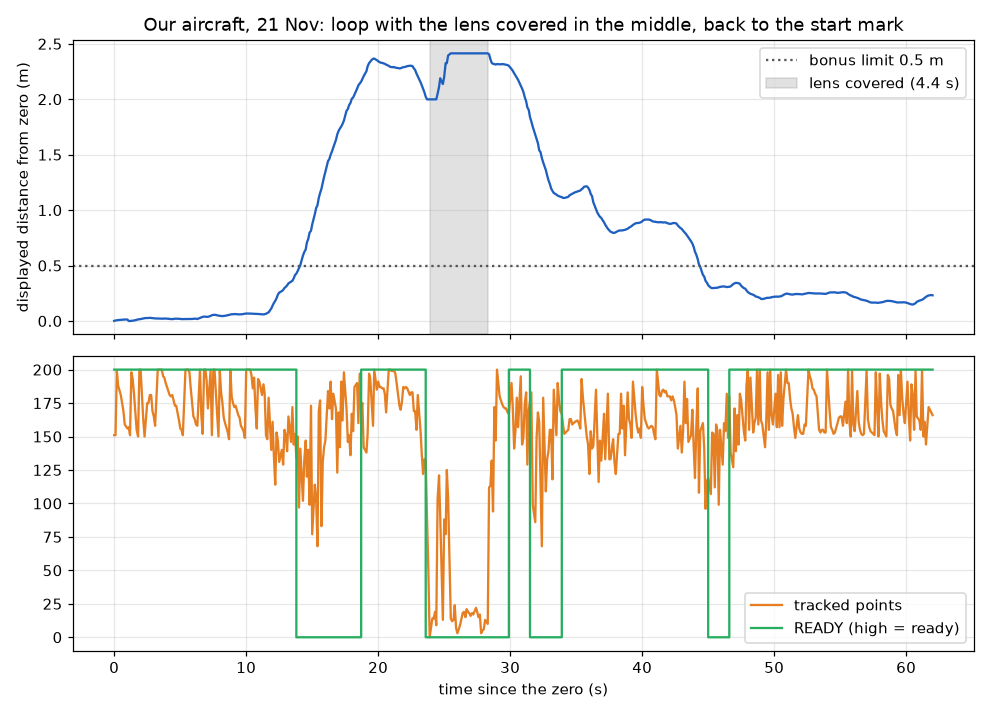 Our aircraft, 21 Nov: loop with the lens covered in the middle, back to the start mark
displayed distance from zero (m)
2.5
2.0
1.5
1.0
0.5
0.0
bonus limit 0.5 m
lens covered (4.4 s)
200
175
150
125
100
75
50
25
0
tracked points
READY (high = ready)
0 10 20 30 40 50 60
time since the zero (s)